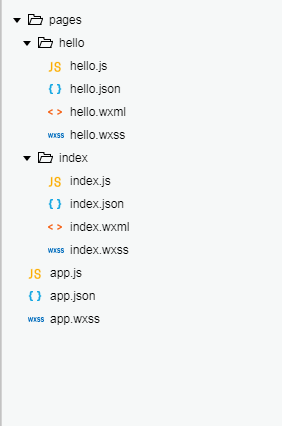 pages
hello
JS hello.js
{ } hello.json
< > hello.wxml
wxss hello.wxss
index
JS index.js
{ } index.json
< > index.wxml
wxss index.wxss
JS app.js
{ } app.json
wxss app.wxss